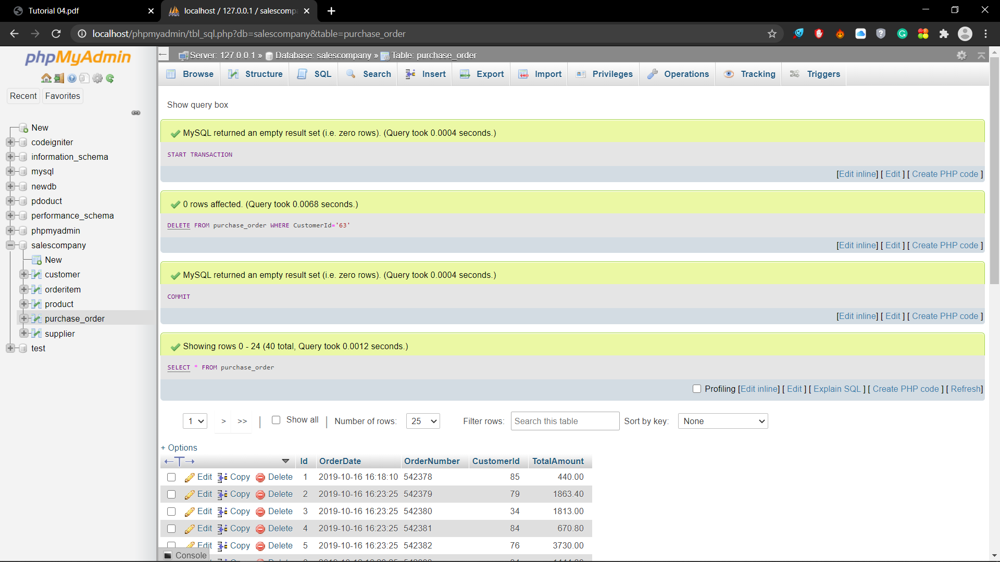 Tutorial 04.pdf
localhost / 127.0.0.1 / salescomp
localhost/phpmyadmin/tbl_sql.php?db=salescompany&table=purchase_order
phpMyAdmin
Recent Favorites
New
codeigniter
information_schema
mysql
newdb
pdoduct
performance_schema
phpmyadmin
salescompany
New
customer
orderitem
product
purchase_order
supplier
test
Server: 127.0.0.1 » Database: salescompany » Table: purchase_order
Browse Structure SQL Search Insert Export Import Privileges Operations Tracking Triggers
Show query box
MySQL returned an empty result set (i.e. zero rows). (Query took 0.0004 seconds.)
START TRANSACTION
[Edit inline] [ Edit ] [ Create PHP code ]
0 rows affected. (Query took 0.0068 seconds.)
DELETE FROM purchase_order WHERE CustomerId='63'
[Edit inline] [ Edit ] [ Create PHP code ]
MySQL returned an empty result set (i.e. zero rows). (Query took 0.0004 seconds.)
COMMIT
[Edit inline] [ Edit ] [ Create PHP code ]
Showing rows 0 - 24 (40 total, Query took 0.0012 seconds.)
SELECT * FROM purchase_order
Profiling [Edit inline] [ Edit ] [ Explain SQL ] [ Create PHP code ] [ Refresh]
1 > >> | Show all | Number of rows: 25 Filter rows: Search this table Sort by key: None
+ Options
←T→ Id OrderDate OrderNumber CustomerId TotalAmount
Edit Copy Delete 1 2019-10-16 16:18:10 542378 85 440.00
Edit Copy Delete 2 2019-10-16 16:23:25 542379 79 1863.40
Edit Copy Delete 3 2019-10-16 16:23:25 542380 34 1813.00
Edit Copy Delete 4 2019-10-16 16:23:25 542381 84 670.80
Edit Copy Delete 5 2019-10-16 16:23:25 542382 76 3730.00
Console